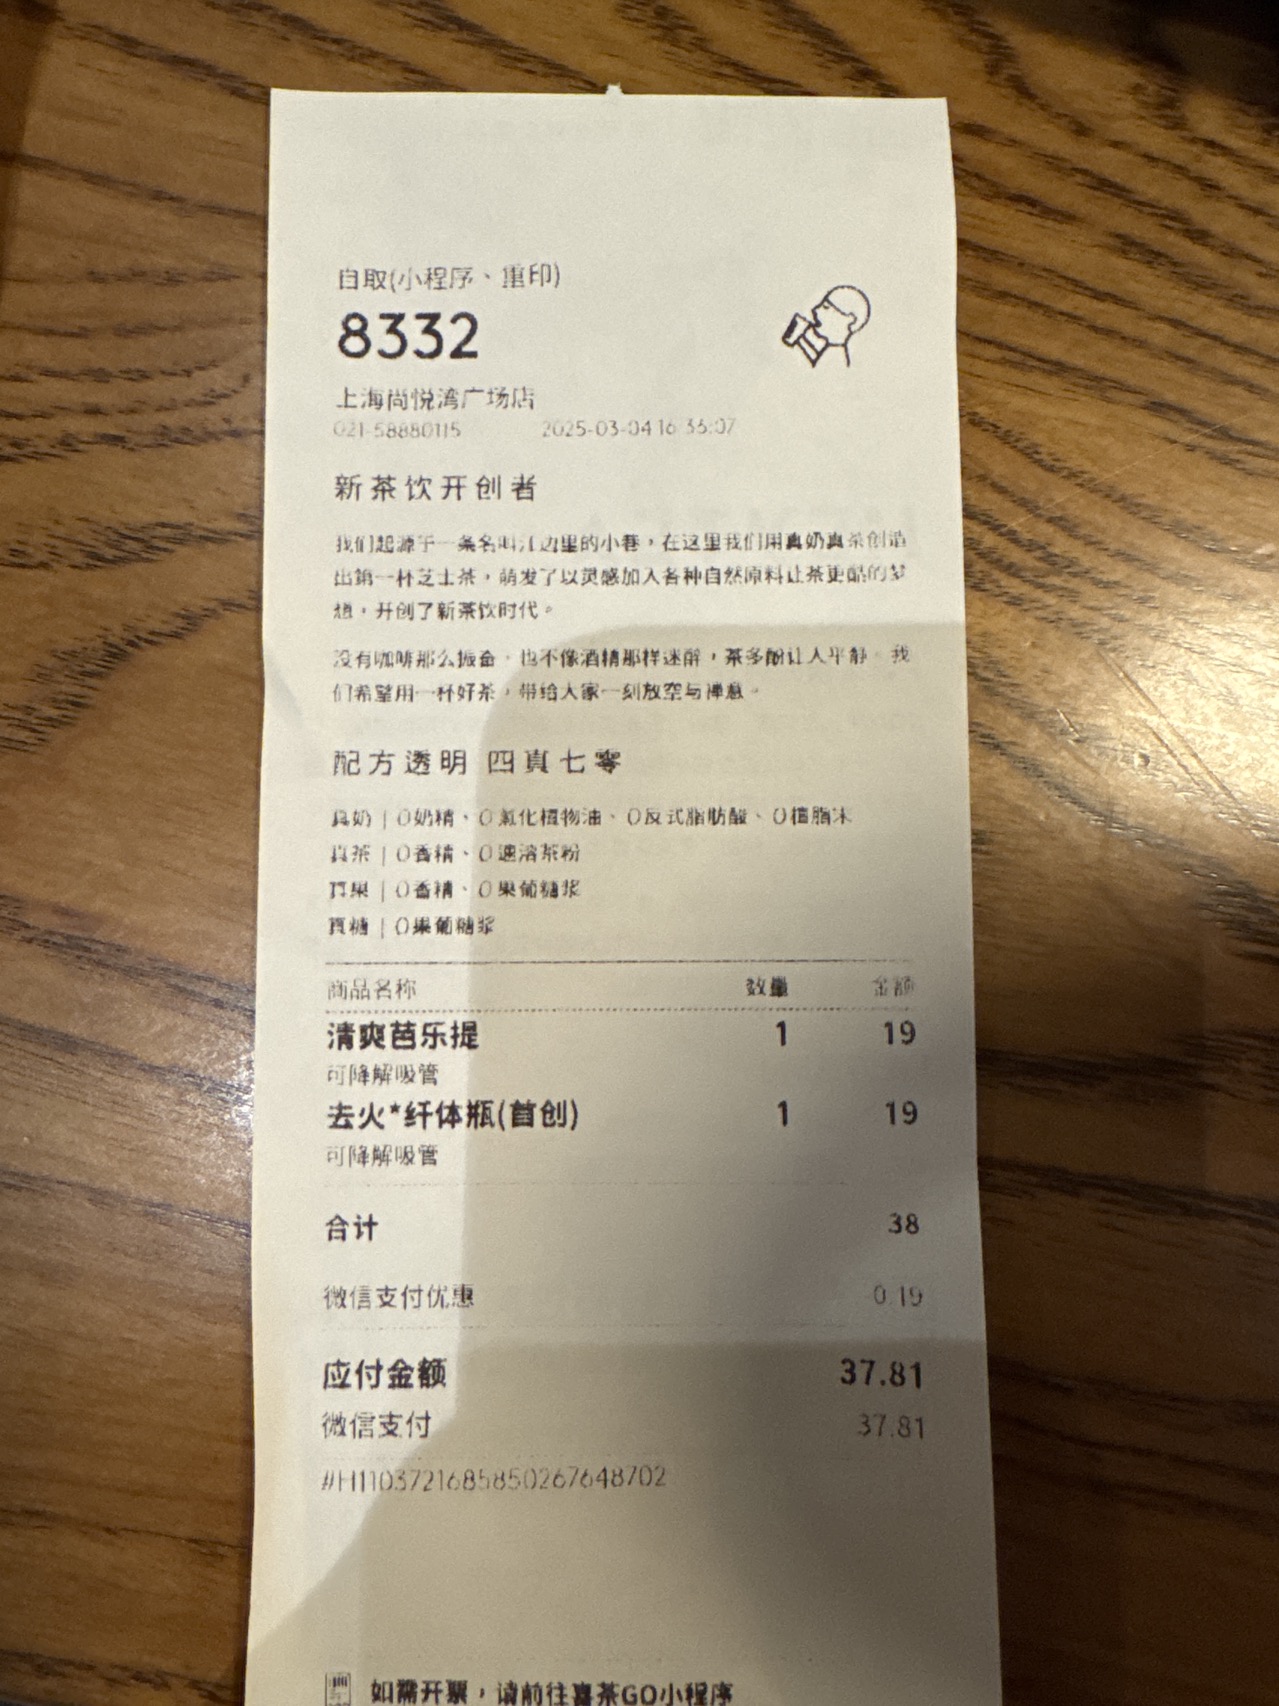 自取(小程序、重印)
8332
上海尚悦湾广场店
021-58880115 2025-03-04 16:35:07
新茶饮开创者
我们起源于一条名叫江边里的小巷，在这里我们用真奶真茶创造
出第一杯芝士茶，萌发了以灵感加入各种自然原料让茶更酷的梦
想，开创了新茶饮时代。
没有咖啡那么振奋，也不像酒精那样迷醉，茶多酚让人平静。我
们希望用一杯好茶，带给大家一刻放空与禅意。
配方透明 四真七零
真奶 | 0奶精、0氢化植物油、0反式脂肪酸、0植脂末
真茶 | 0香精、0速溶茶粉
真果 | 0香精、0果葡糖浆
真糖 | 0果葡糖浆
商品名称 数量 金额
清爽芭乐提 1 19
可降解吸管
去火*纤体瓶(首创) 1 19
可降解吸管
合计 38
微信支付优惠 0.19
应付金额 37.81
微信支付 37.81
#H1103721685850267648702
如需开票，请前往喜茶GO小程序